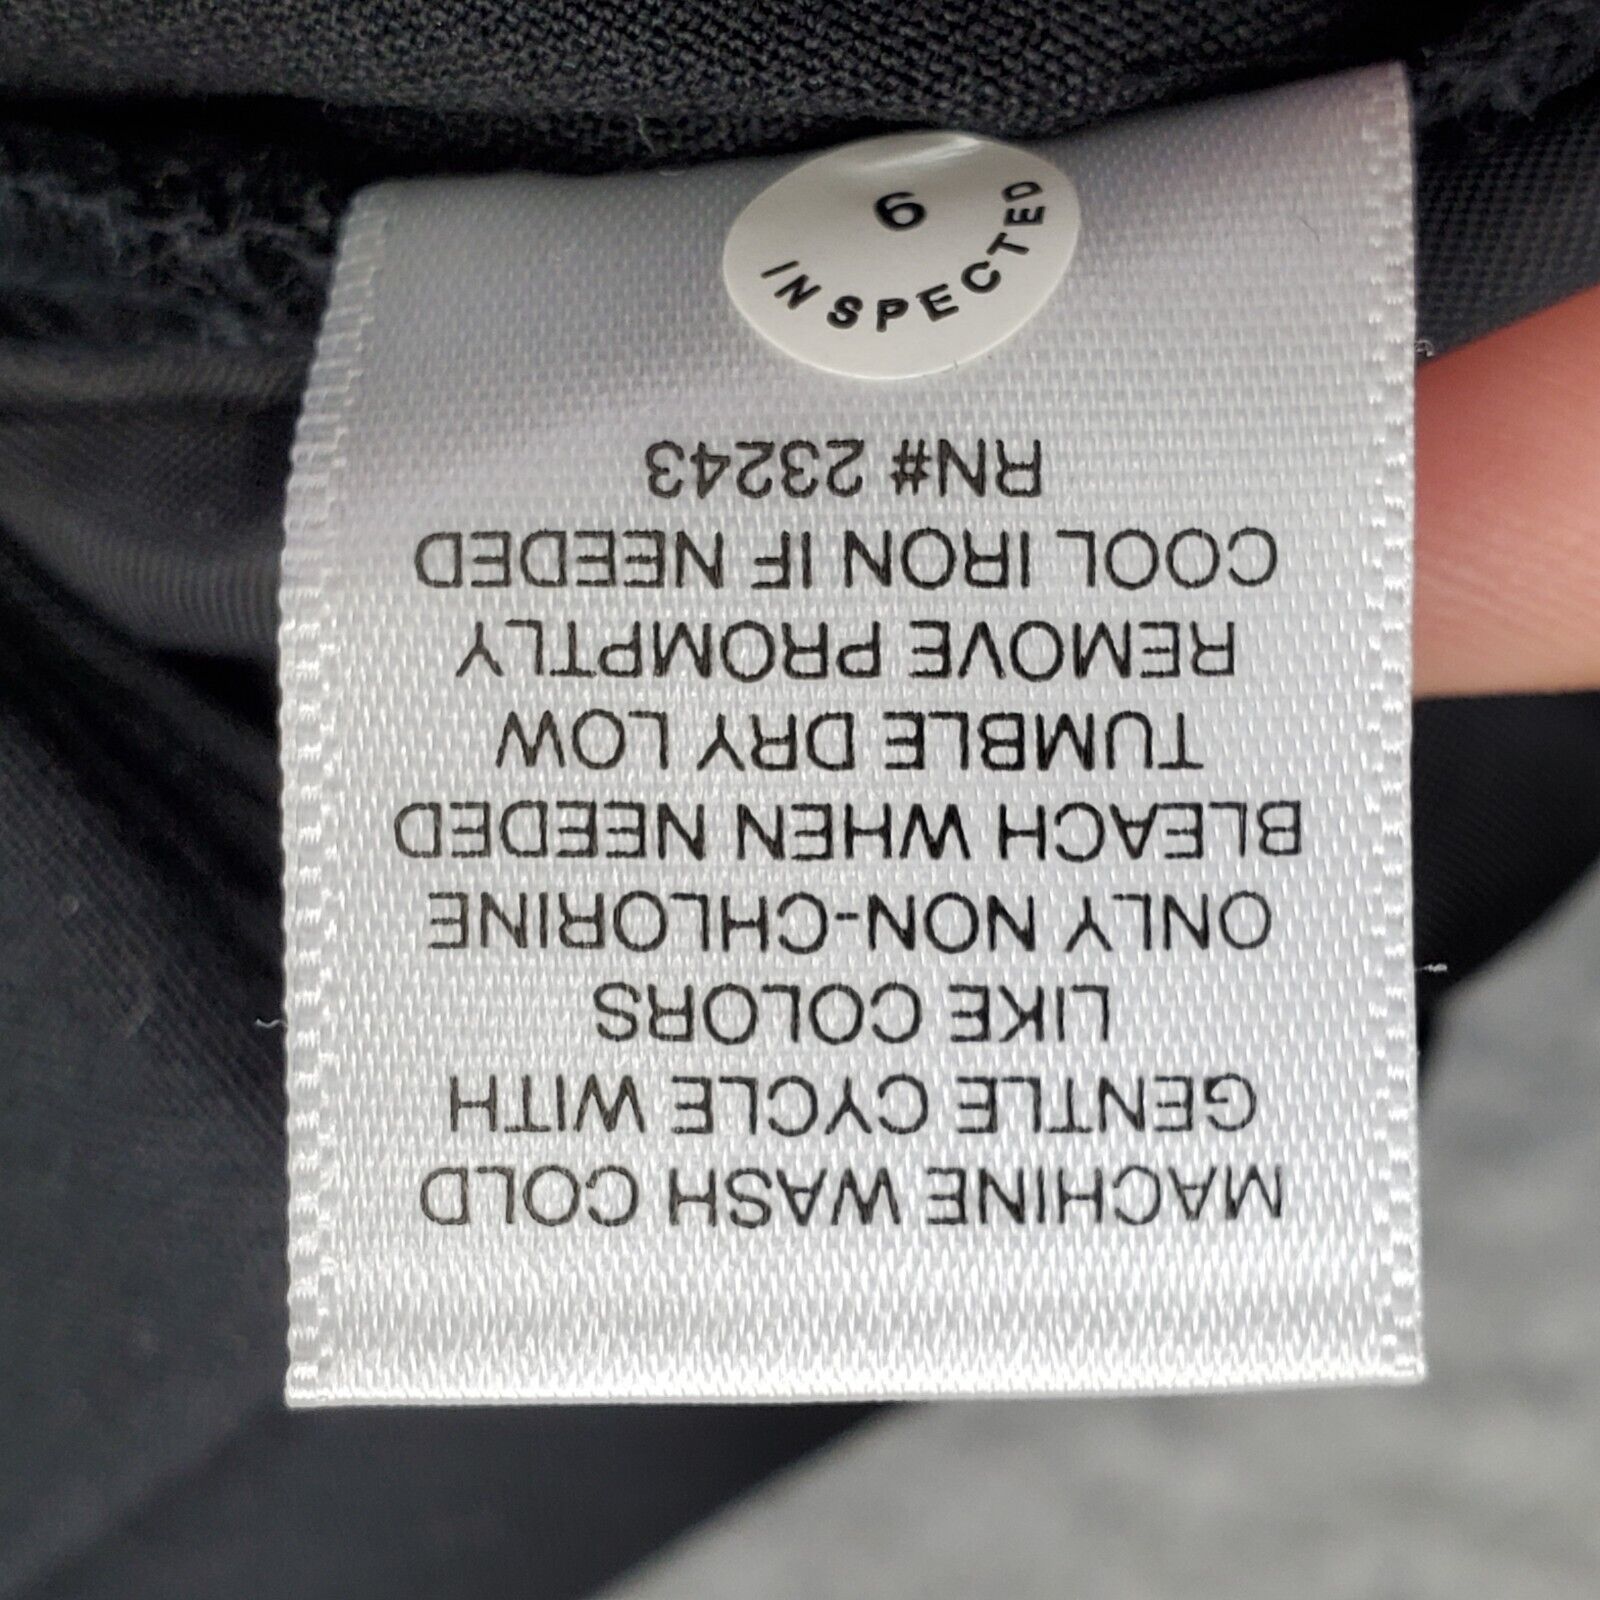 MACHINE WASH COLD
GENTLE CYCLE WITH
LIKE COLORS
ONLY NON-CHLORINE
BLEACH WHEN NEEDED
TUMBLE DRY LOW
REMOVE PROMPTLY
COOL IRON IF NEEDED
RN# 23243
9
INSPECTED